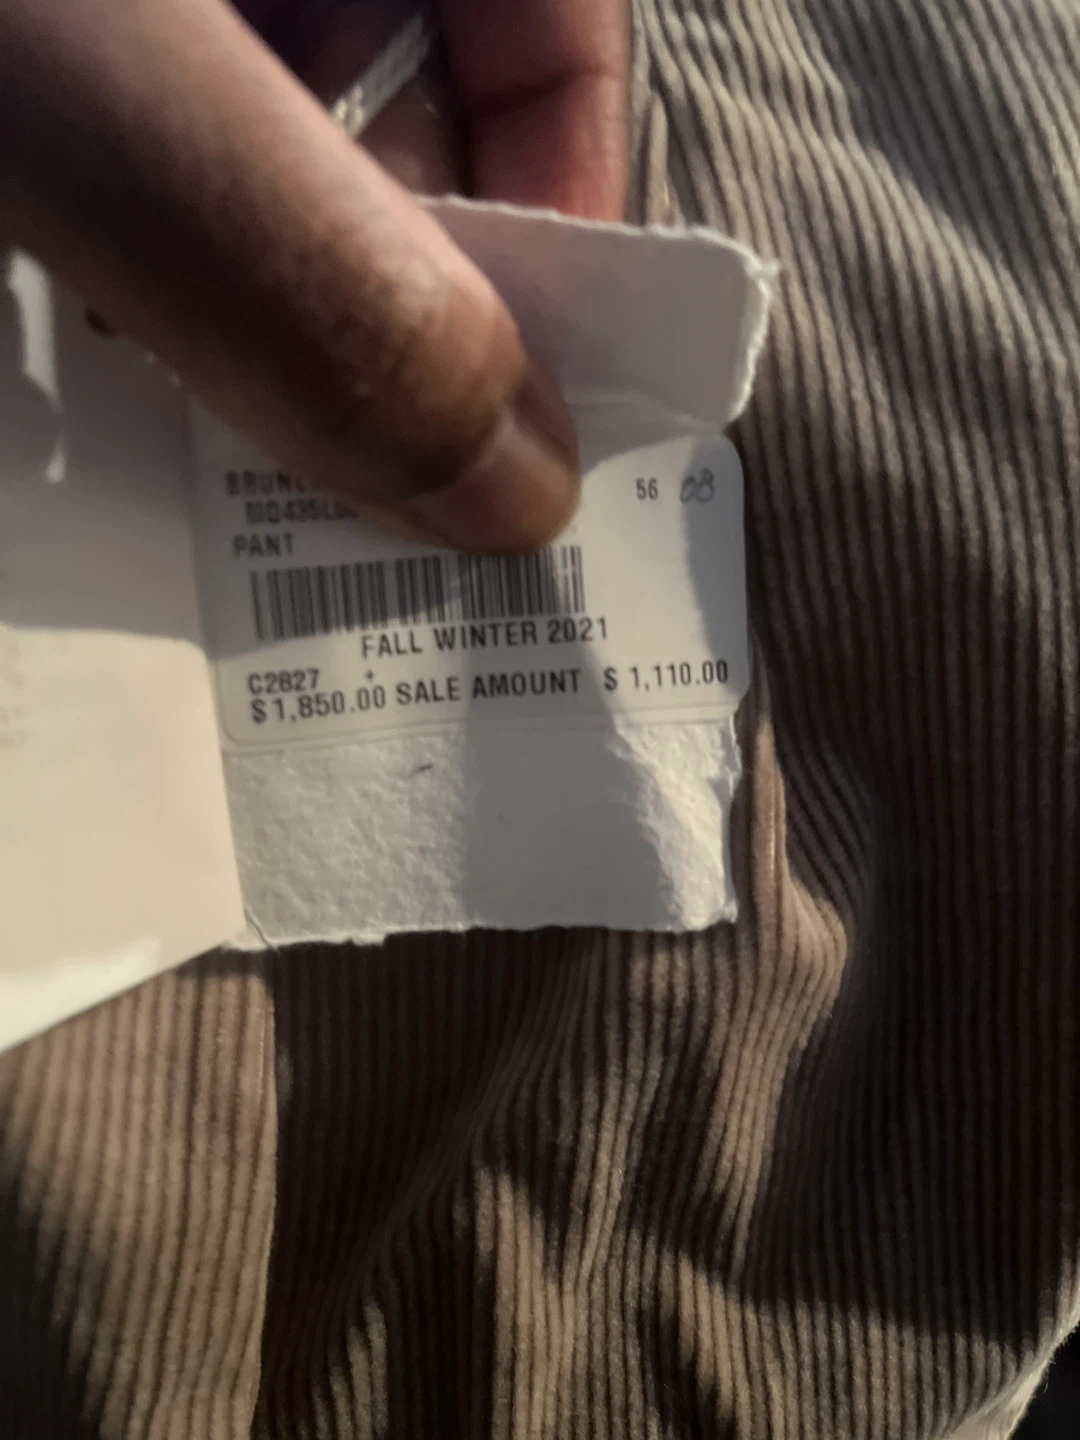 56 08
PANT
FALL WINTER 2021
C2827 +
$1,850.00 SALE AMOUNT $ 1,110.00